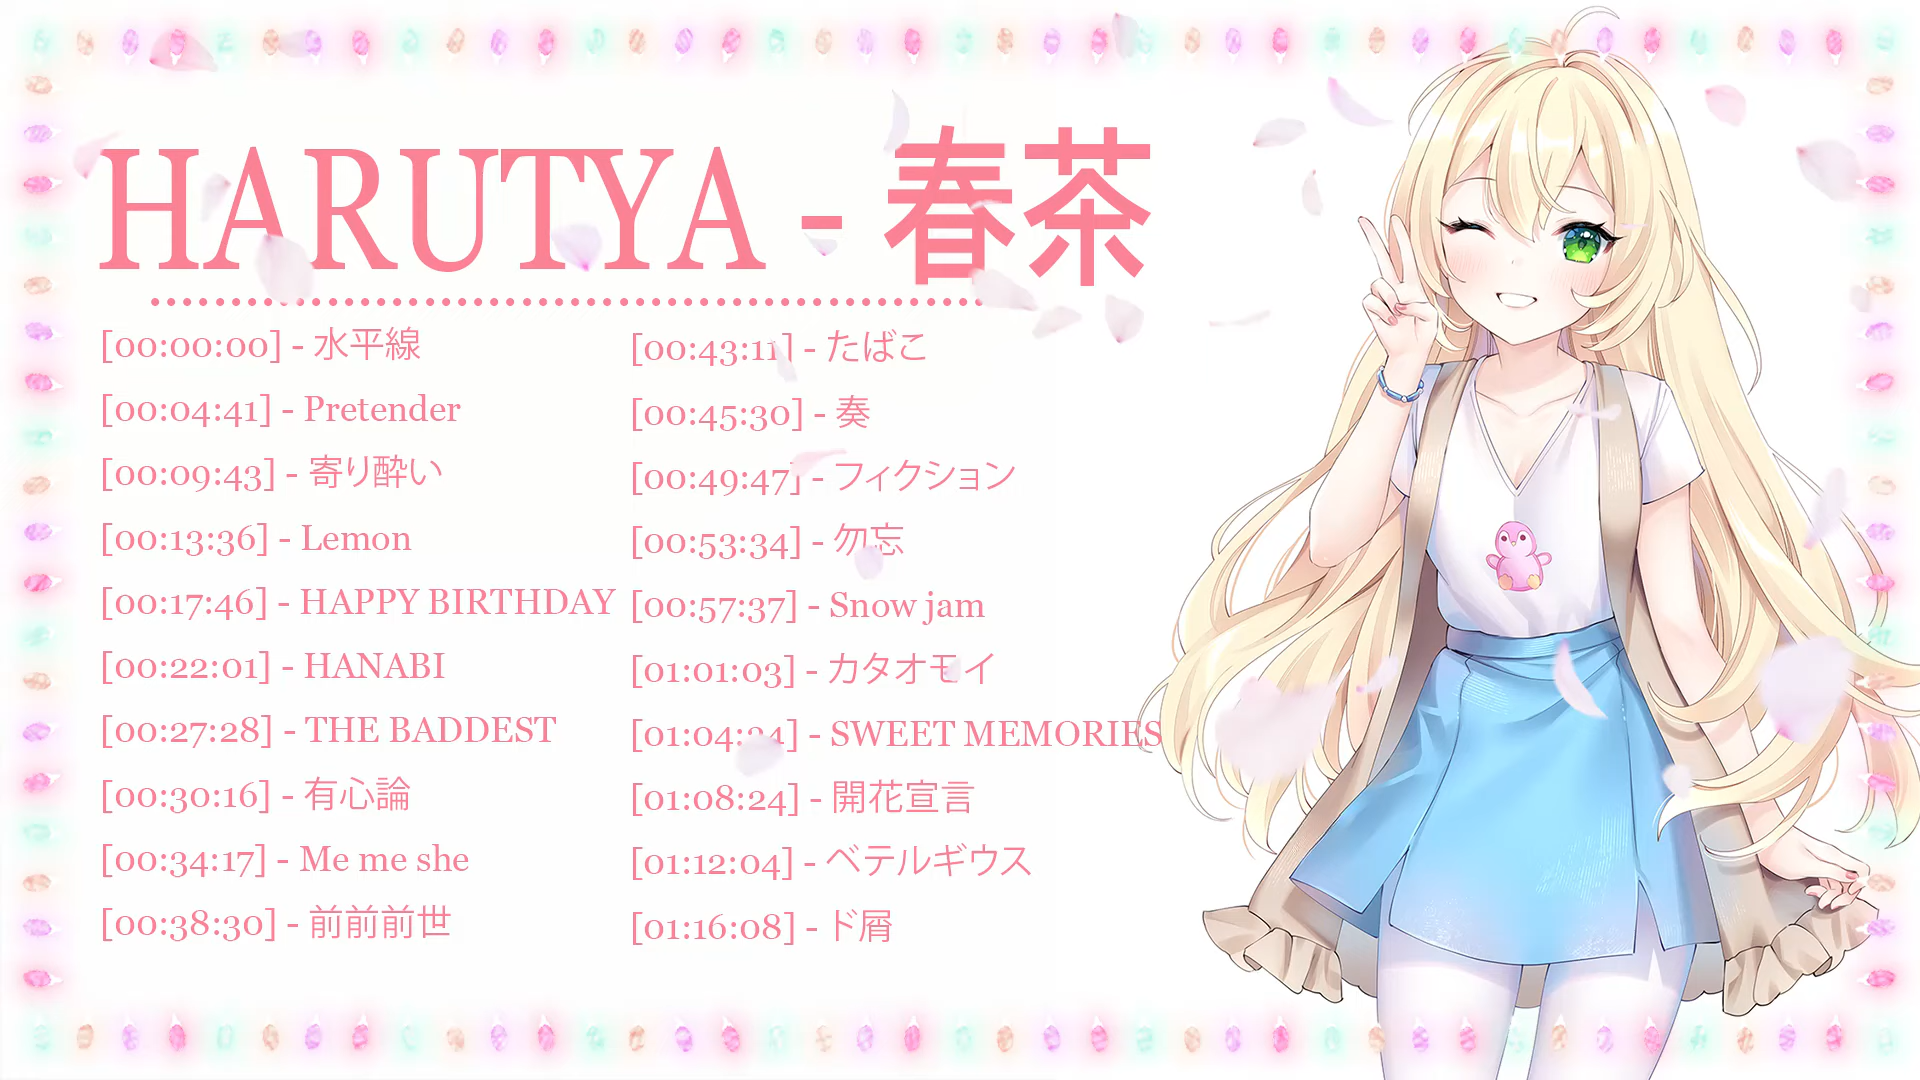 HARUTYA - 春茶
[00:00:00] - 水平線
[00:04:41] - Pretender
[00:09:43] - 寄り酔い
[00:13:36] - Lemon
[00:17:46] - HAPPY BIRTHDAY
[00:22:01] - HANABI
[00:27:28] - THE BADDEST
[00:30:16] - 有心論
[00:34:17] - Me me she
[00:38:30] - 前前前世
[00:43:11] - たばこ
[00:45:30] - 奏
[00:49:47] - フィクション
[00:53:34] - 勿忘
[00:57:37] - Snow jam
[01:01:03] - カタオモイ
- SWEET MEMORIES
[01:08:24] - 開花宣言
[01:12:04] - ベテルギウス
[01:16:08] - ド屑